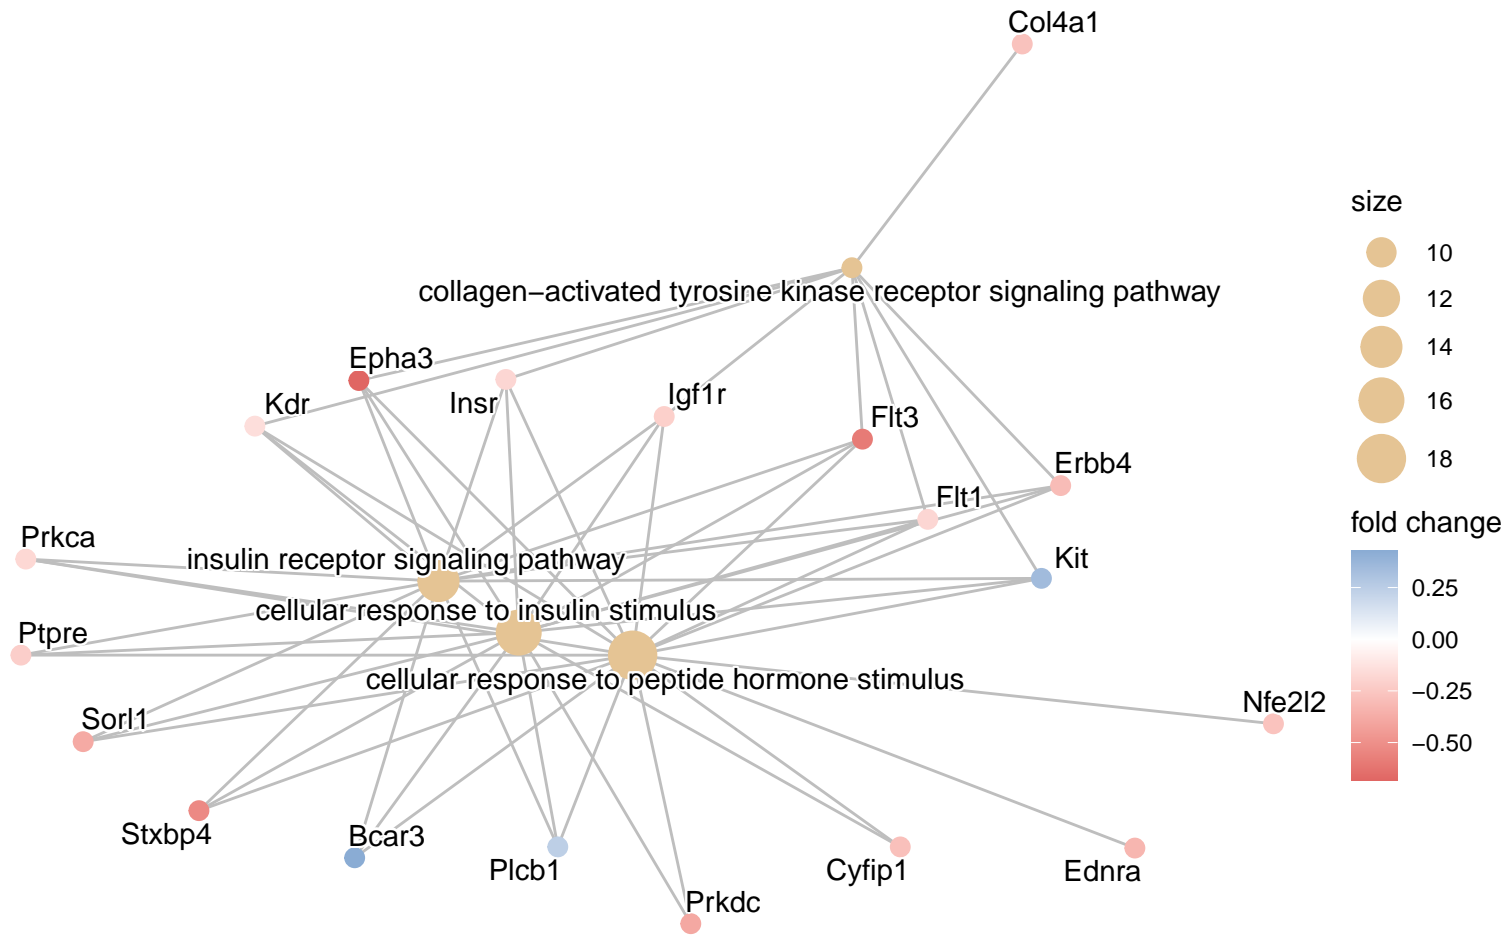 Col4a1
size
10
collagen−activated tyrosine kinase receptor signaling pathway
12
14
Epha3
Kdr
Insr
Igf1r
16
Flt3
18
Erbb4
Flt1
fold change
Prkca
insulin receptor signaling pathway
Kit
0.25
cellular response to insulin stimulus
Ptpre
0.00
cellular response to peptide hormone stimulus
−0.25
Nfe2l2
Sorl1
−0.50
Stxbp4
Bcar3
Plcb1
Cyfip1
Ednra
Prkdc